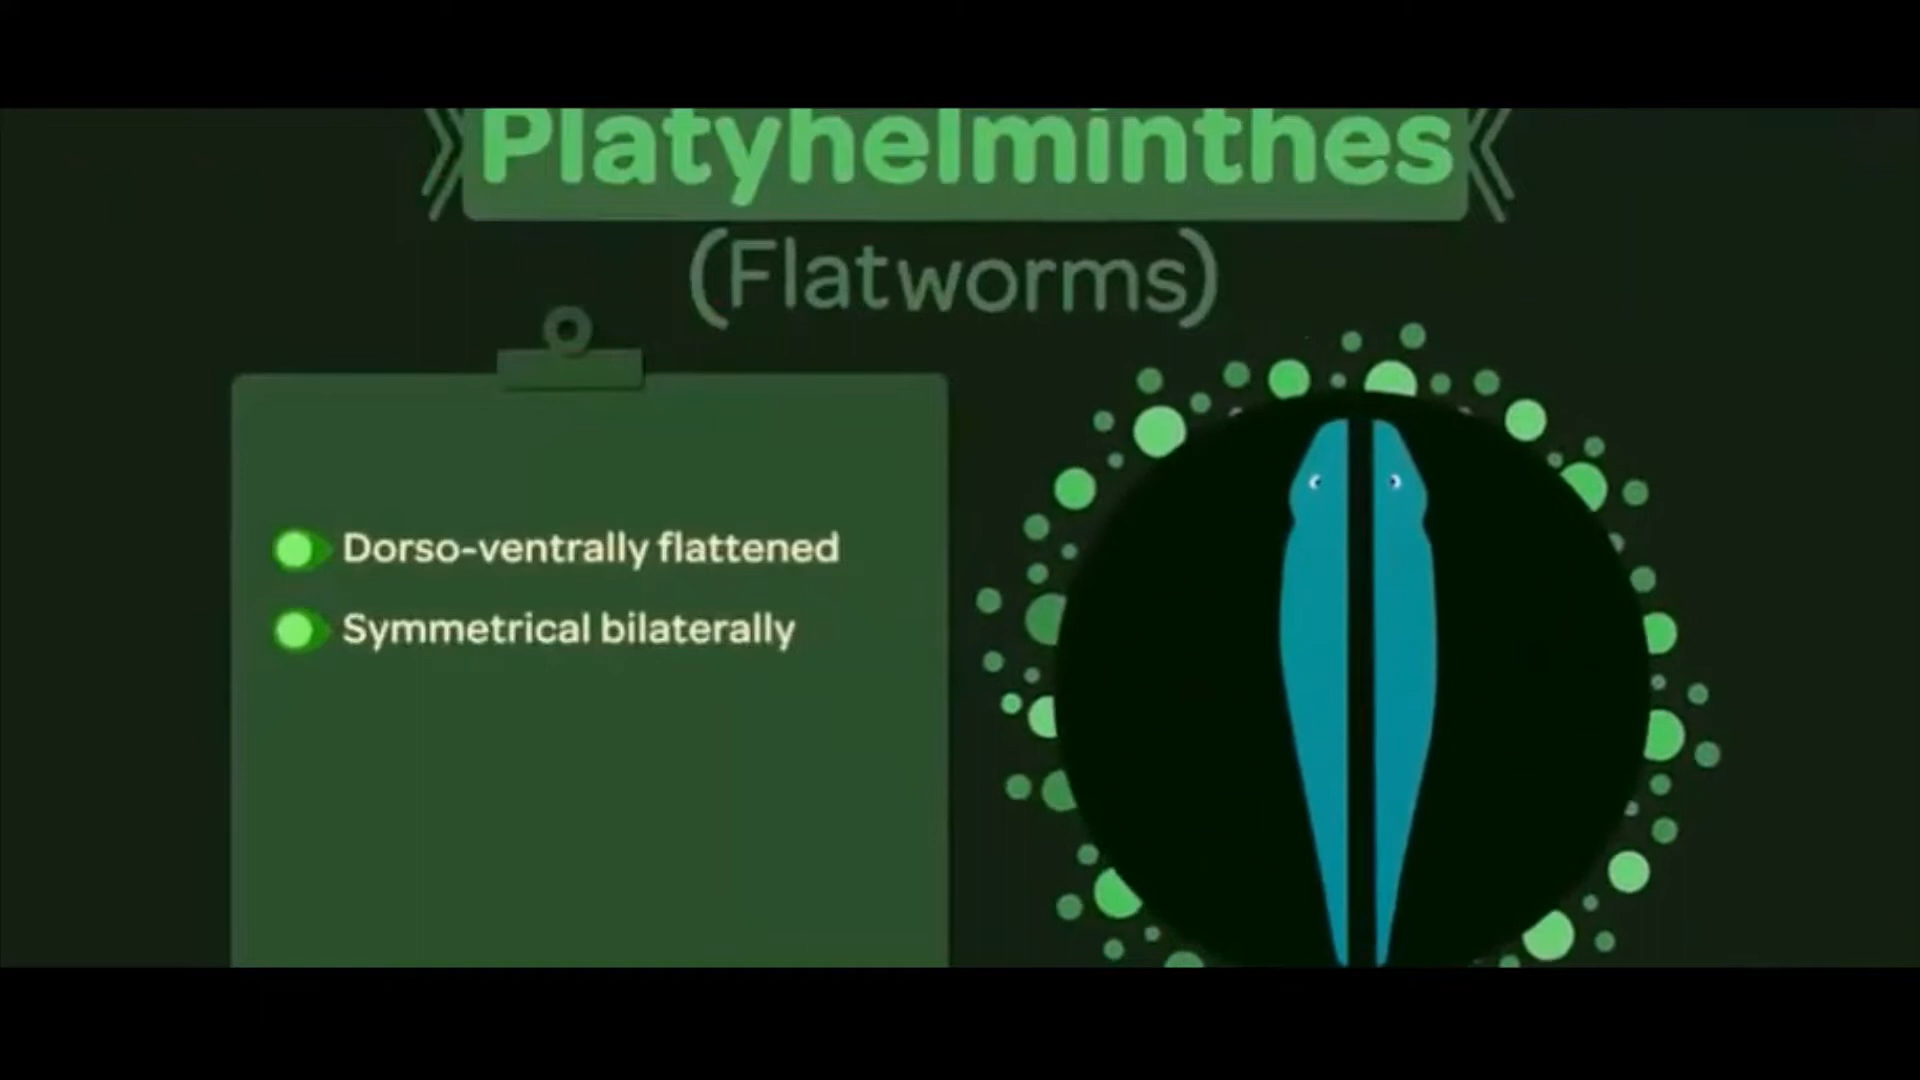 Platyhelminthes
(Flatworms)
Dorso-ventrally flattened
Symmetrical bilaterally